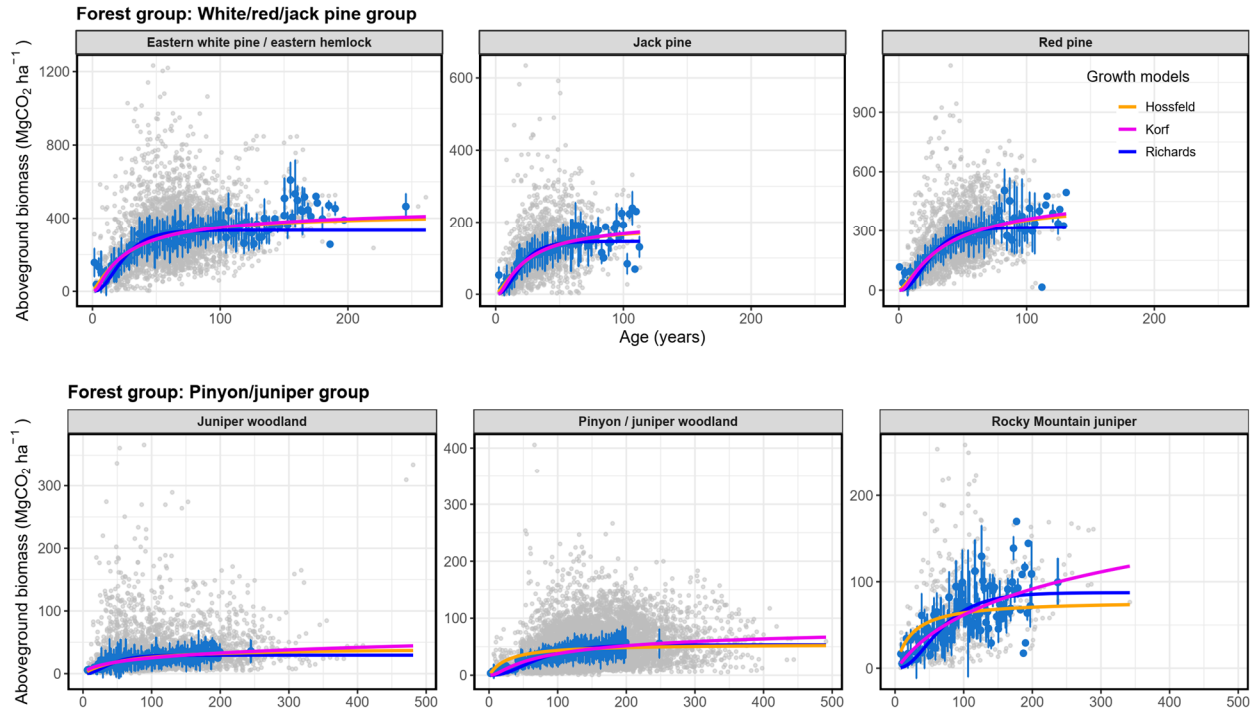 Forest group: White/red/jack pine group
Eastern white pine / eastern hemlock
Jack pine
Red pine
Aboveground biomass (MgCO₂ ha⁻¹ )
1200
800
400
0
600
400
200
0
900
600
300
0
Growth models
Hossfeld
Korf
Richards
0 100 200
0 100 200
0 100 200
Age (years)
Forest group: Pinyon/juniper group
Juniper woodland
Pinyon / juniper woodland
Rocky Mountain juniper
Aboveground biomass (MgCO₂ ha⁻¹ )
300
200
100
0
400
300
200
100
0
200
100
0
0 100 200 300 400 500
0 100 200 300 400 500
0 100 200 300 400 500